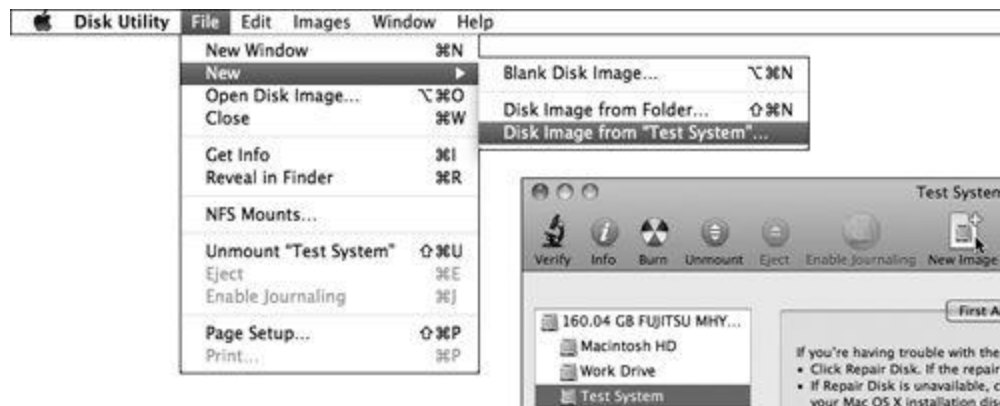 Disk Utility File Edit Images Window Help
New Window ⌘N
New ▶
Open Disk Image... ⌥⌘O
Close ⌘W
Get Info ⌘I
Reveal in Finder ⌘R
NFS Mounts...
Unmount "Test System" ⇧⌘U
Eject ⌘E
Enable Journaling ⌘J
Page Setup... ⇧⌘P
Print... ⌘P
Blank Disk Image... ⌥⌘N
Disk Image from Folder... ⇧⌘N
Disk Image from "Test System"...
Test System
Verify Info Burn Unmount Eject Enable Journaling New Image
160.04 GB FUJITSU MHY...
Macintosh HD
Work Drive
Test System
First A
If you're having trouble with the
• Click Repair Disk. If the repair
• If Repair Disk is unavailable, c
your Mac OS X installation disc